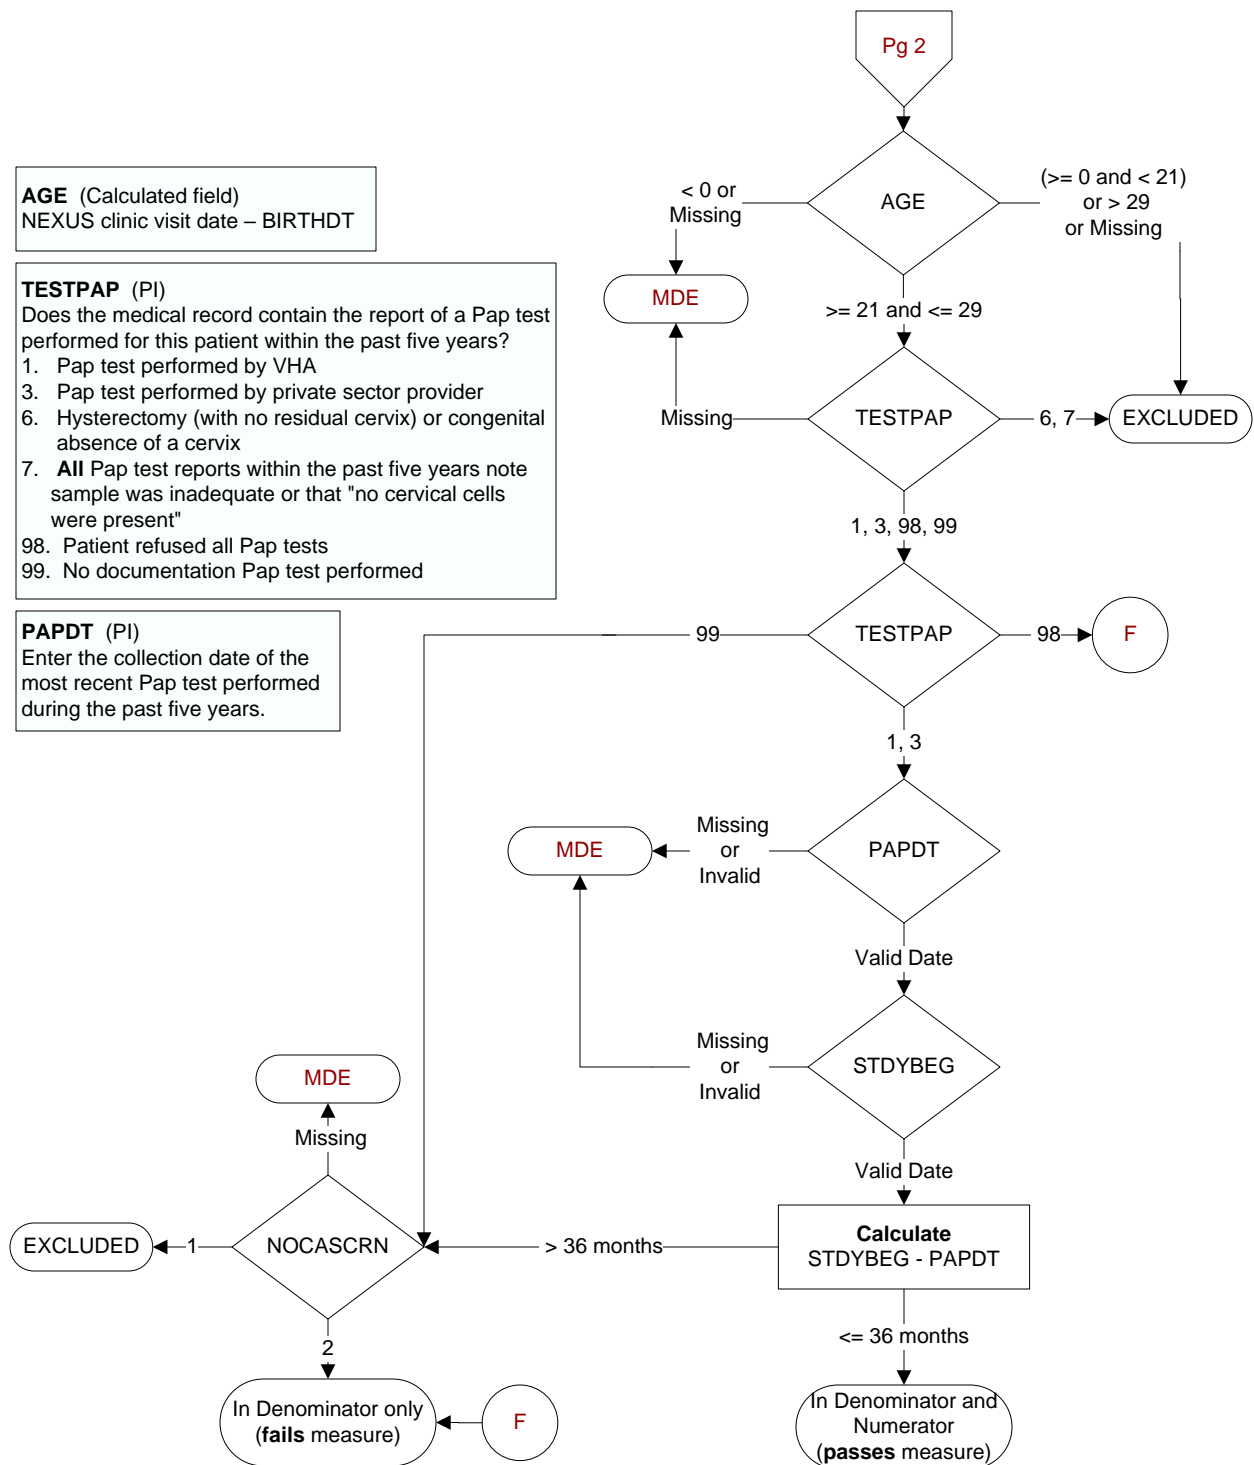 Pg 2
AGE (Calculated field)
NEXUS clinic visit date – BIRTHDT
AGE
< 0 or
Missing
(>= 0 and < 21)
or > 29
or Missing
MDE
>= 21 and <= 29
TESTPAP (PI)
Does the medical record contain the report of a Pap test
performed for this patient within the past five years?
1. Pap test performed by VHA
3. Pap test performed by private sector provider
6. Hysterectomy (with no residual cervix) or congenital
absence of a cervix
7. All Pap test reports within the past five years note
sample was inadequate or that "no cervical cells
were present"
98. Patient refused all Pap tests
99. No documentation Pap test performed
Missing
TESTPAP
6, 7
EXCLUDED
1, 3, 98, 99
PAPDT (PI)
Enter the collection date of the
most recent Pap test performed
during the past five years.
99
TESTPAP
98
F
1, 3
MDE
Missing
or
Invalid
PAPDT
Valid Date
Missing
or
Invalid
STDYBEG
Valid Date
MDE
Missing
EXCLUDED
1
NOCASCRN
> 36 months
Calculate
STDYBEG - PAPDT
2
<= 36 months
In Denominator only
(fails measure)
F
In Denominator and
Numerator
(passes measure)